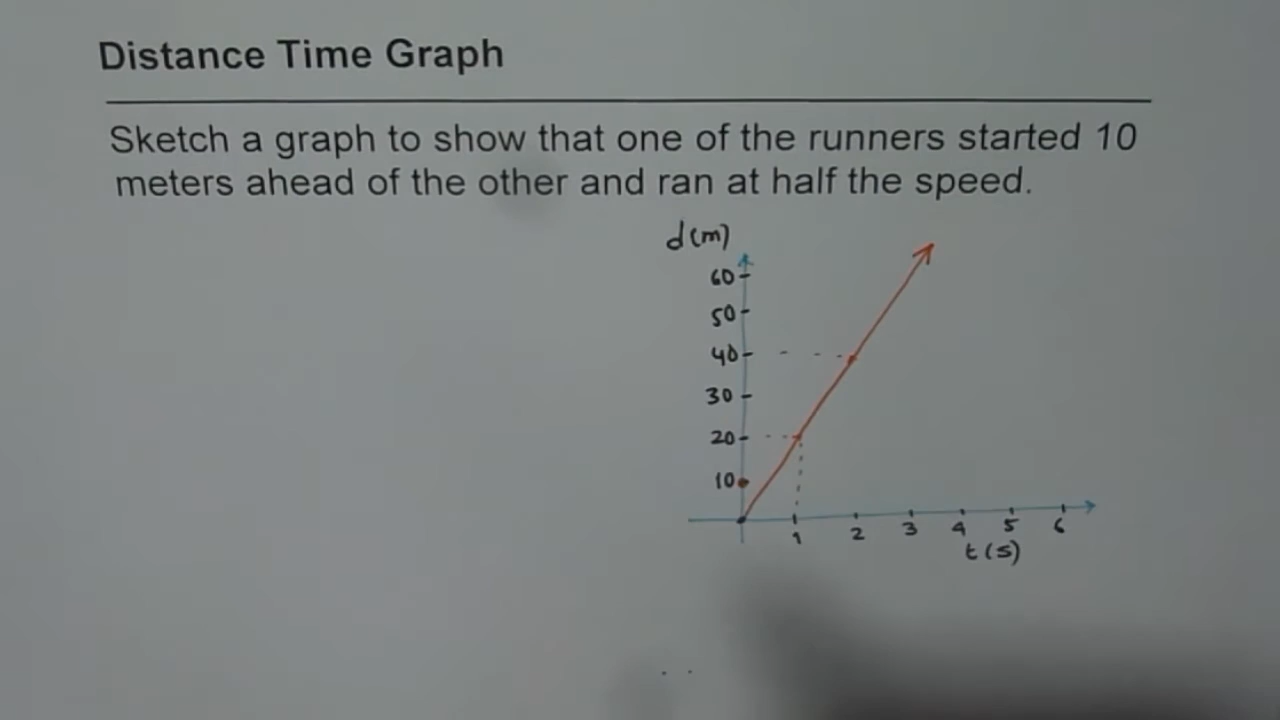 Distance Time Graph
Sketch a graph to show that one of the runners started 10
meters ahead of the other and ran at half the speed.
d(m)
60
50
40
30
20
10
1 2 3 4 5 6
t(s)